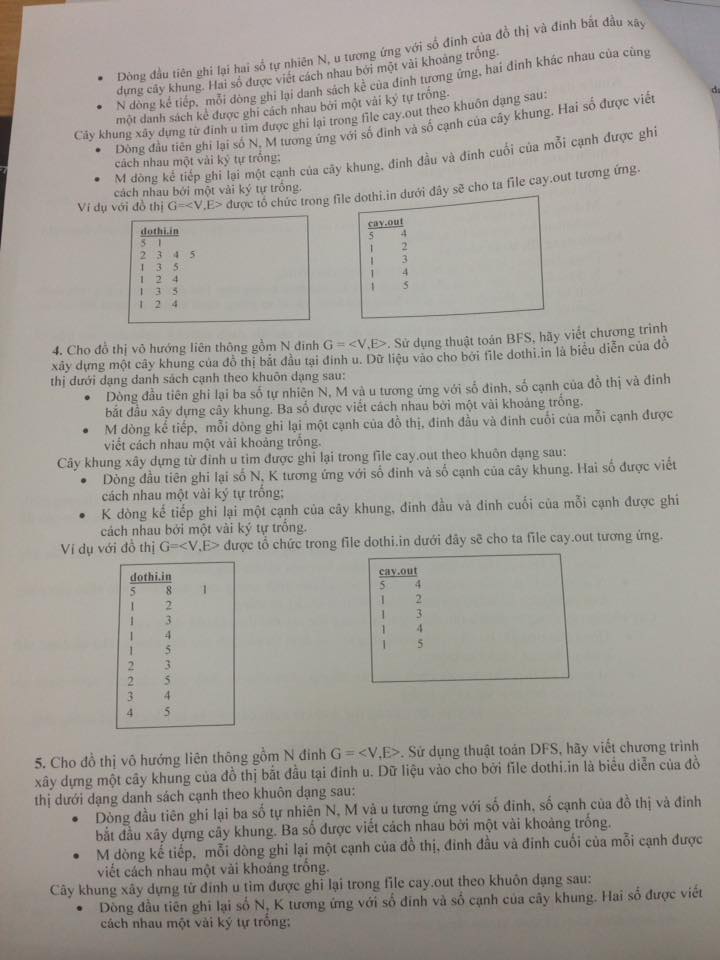 • Dòng đầu tiên ghi lại hai số tự nhiên N, u tương ứng với số đỉnh của đồ thị và đỉnh bắt đầu xây
dựng cây khung. Hai số được viết cách nhau bởi một vài khoảng trống.
• N dòng kế tiếp, mỗi dòng ghi lại danh sách kề của đỉnh tương ứng, hai đỉnh khác nhau của cùng
một danh sách kề được ghi cách nhau bởi một vài ký tự trống.
Cây khung xây dựng từ đỉnh u tìm được ghi lại trong file cay.out theo khuôn dạng sau:
• Dòng đầu tiên ghi lại số N, M tương ứng với số đỉnh và số cạnh của cây khung. Hai số được viết
cách nhau một vài ký tự trống;
• M dòng kế tiếp ghi lại một cạnh của cây khung, đỉnh đầu và đỉnh cuối của mỗi cạnh được ghi
cách nhau bởi một vài ký tự trống.
Ví dụ với đồ thị G=<V,E> được tổ chức trong file dothi.in dưới đây sẽ cho ta file cay.out tương ứng.
dothi.in
5 1
2 3 4 5
1 3 5
1 2 4
1 3 5
1 2 4
cay.out
5 4
1 2
1 3
1 4
1 5
4. Cho đồ thị vô hướng liên thông gồm N đỉnh G = <V,E>. Sử dụng thuật toán BFS, hãy viết chương trình
xây dựng một cây khung của đồ thị bắt đầu tại đỉnh u. Dữ liệu vào cho bởi file dothi.in là biểu diễn của đồ
thị dưới dạng danh sách cạnh theo khuôn dạng sau:
• Dòng đầu tiên ghi lại ba số tự nhiên N, M và u tương ứng với số đỉnh, số cạnh của đồ thị và đỉnh
bắt đầu xây dựng cây khung. Ba số được viết cách nhau bởi một vài khoảng trống.
• M dòng kế tiếp, mỗi dòng ghi lại một cạnh của đồ thị, đỉnh đầu và đỉnh cuối của mỗi cạnh được
viết cách nhau một vài khoảng trống.
Cây khung xây dựng từ đỉnh u tìm được ghi lại trong file cay.out theo khuôn dạng sau:
• Dòng đầu tiên ghi lại số N, K tương ứng với số đỉnh và số cạnh của cây khung. Hai số được viết
cách nhau một vài ký tự trống;
• K dòng kế tiếp ghi lại một cạnh của cây khung, đỉnh đầu và đỉnh cuối của mỗi cạnh được ghi
cách nhau bởi một vài ký tự trống.
Ví dụ với đồ thị G=<V,E> được tổ chức trong file dothi.in dưới đây sẽ cho ta file cay.out tương ứng.
dothi.in
5 8 1
1 2
1 3
1 4
1 5
2 3
2 5
3 4
4 5
cay.out
5 4
1 2
1 3
1 4
1 5
5. Cho đồ thị vô hướng liên thông gồm N đỉnh G = <V,E>. Sử dụng thuật toán DFS, hãy viết chương trình
xây dựng một cây khung của đồ thị bắt đầu tại đỉnh u. Dữ liệu vào cho bởi file dothi.in là biểu diễn của đồ
thị dưới dạng danh sách cạnh theo khuôn dạng sau:
• Dòng đầu tiên ghi lại ba số tự nhiên N, M và u tương ứng với số đỉnh, số cạnh của đồ thị và đỉnh
bắt đầu xây dựng cây khung. Ba số được viết cách nhau bởi một vài khoảng trống.
• M dòng kế tiếp, mỗi dòng ghi lại một cạnh của đồ thị, đỉnh đầu và đỉnh cuối của mỗi cạnh được
viết cách nhau một vài khoảng trống.
Cây khung xây dựng từ đỉnh u tìm được ghi lại trong file cay.out theo khuôn dạng sau:
• Dòng đầu tiên ghi lại số N, K tương ứng với số đỉnh và số cạnh của cây khung. Hai số được viết
cách nhau một vài ký tự trống;